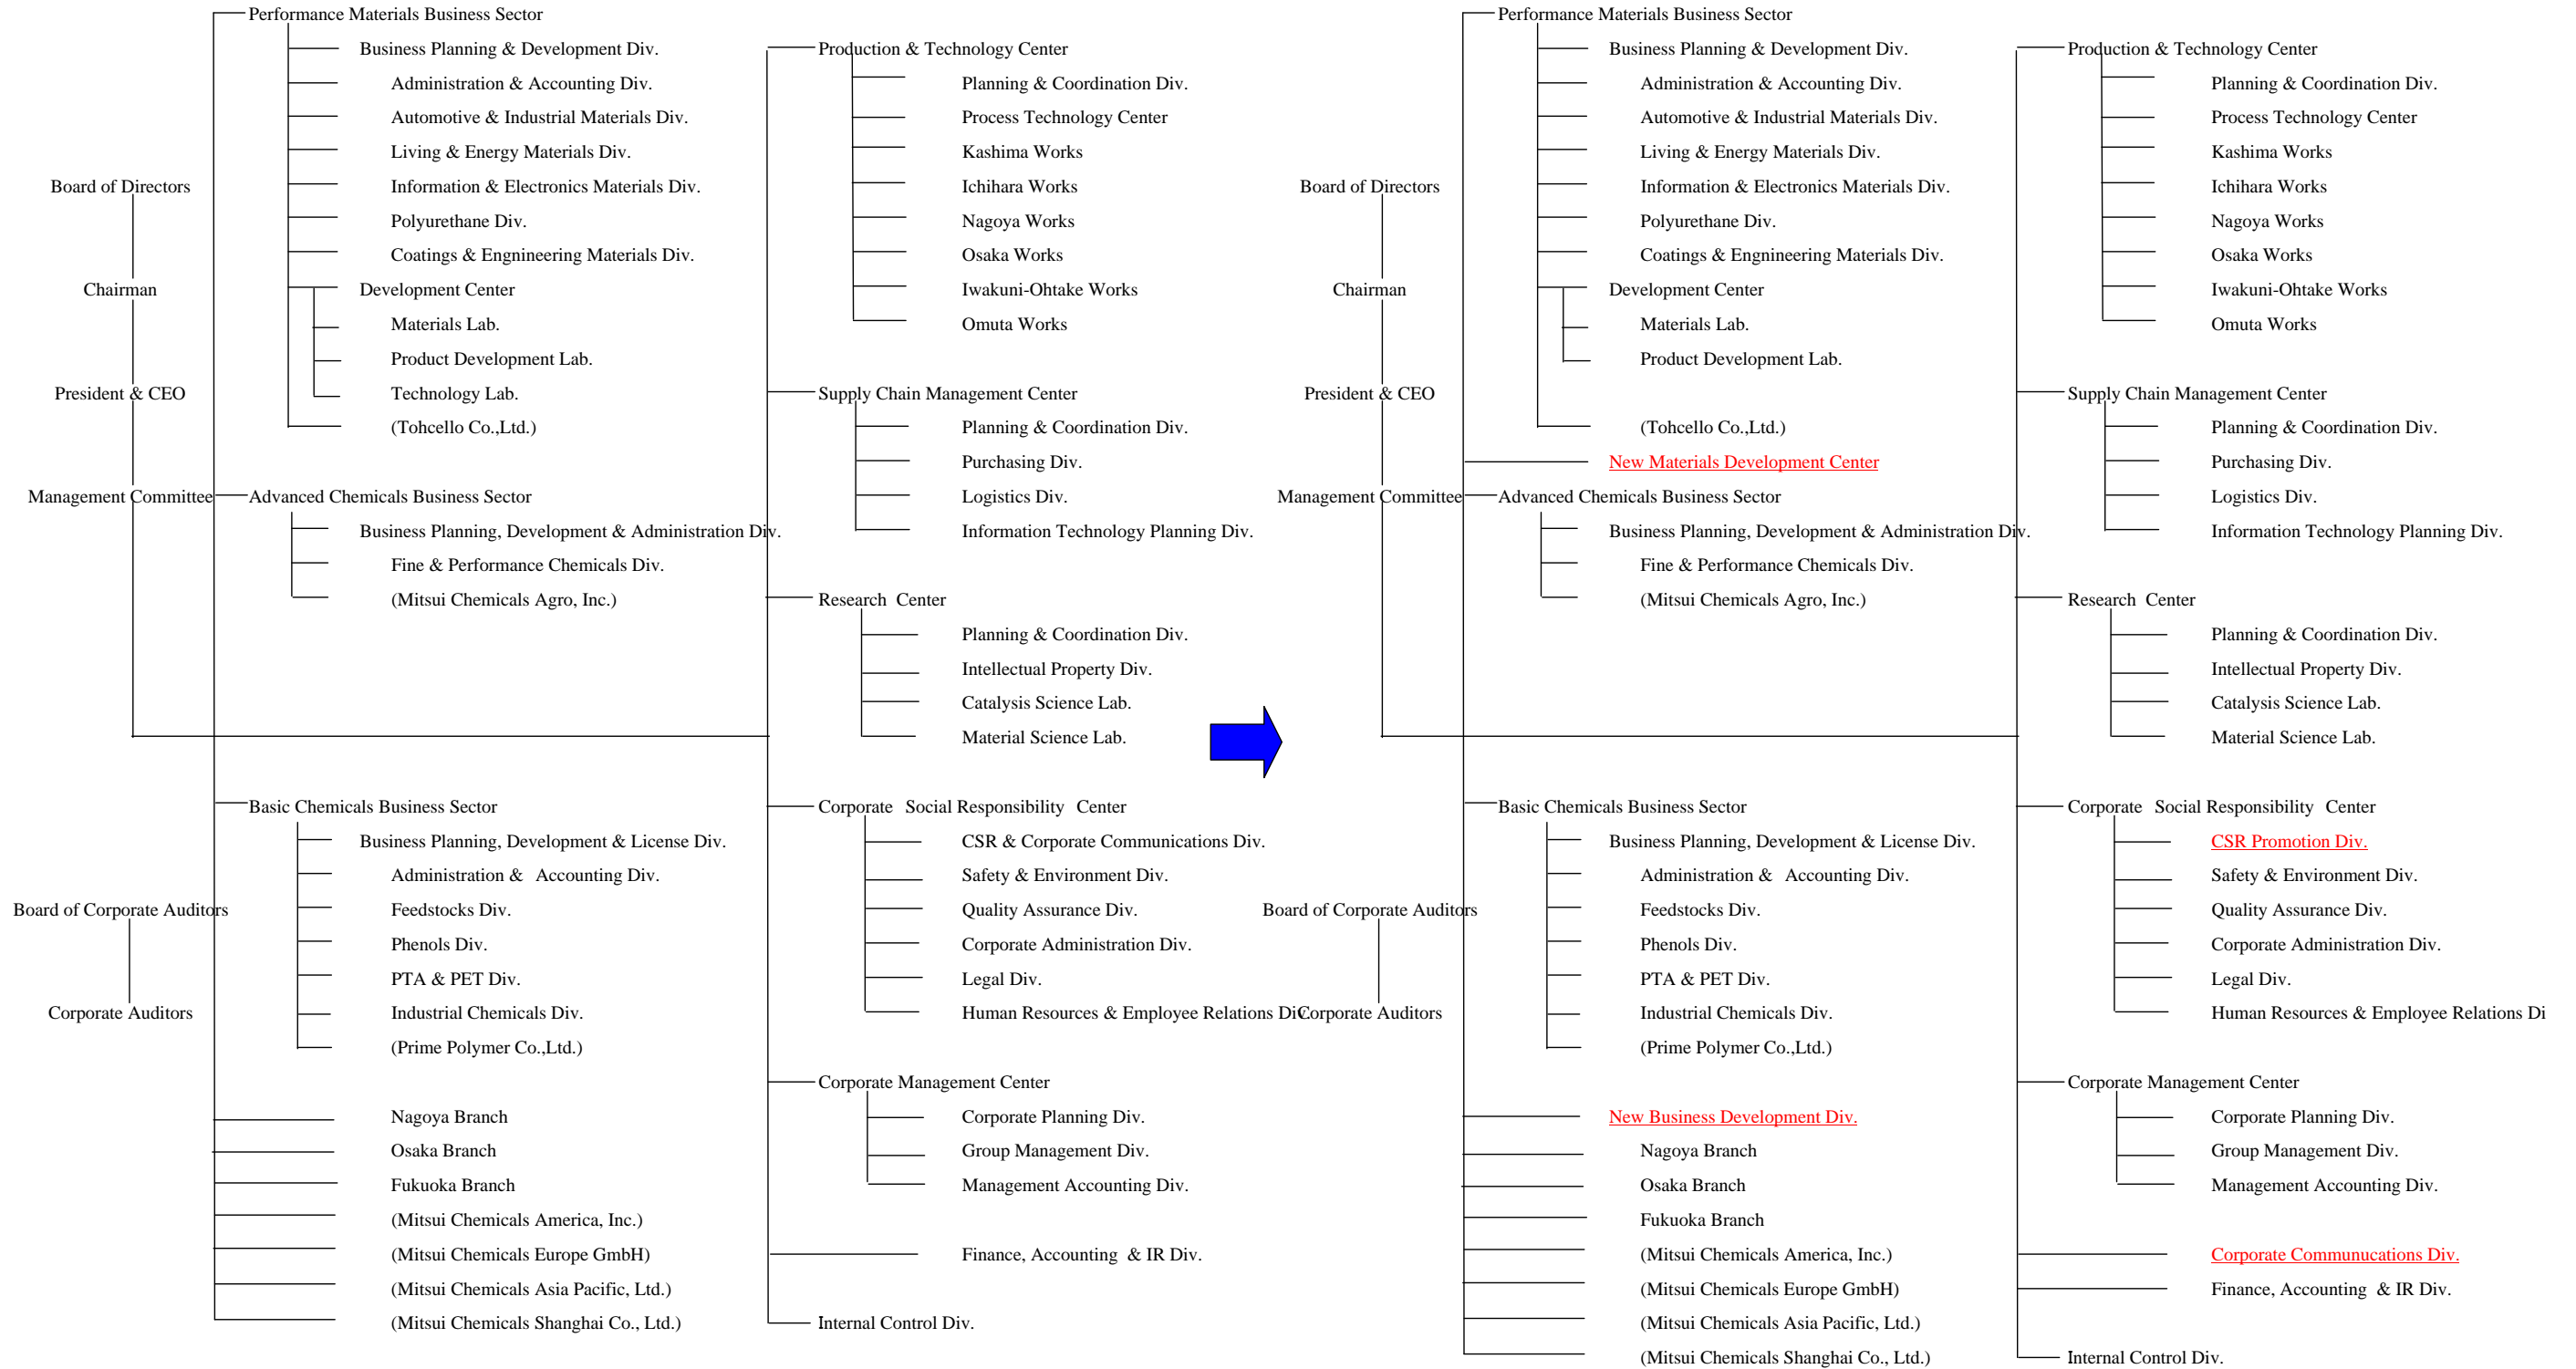 Performance Materials Business Sector
Business Planning & Development Div.
Administration & Accounting Div.
Automotive & Industrial Materials Div.
Living & Energy Materials Div.
Board of Directors
Information & Electronics Materials Div.
Polyurethane Div.
Coatings & Engnineering Materials Div.
Chairman
Development Center
Materials Lab.
Product Development Lab.
President & CEO
Technology Lab.
(Tohcello Co.,Ltd.)
Management Committee
Advanced Chemicals Business Sector
Business Planning, Development & Administration Div.
Fine & Performance Chemicals Div.
(Mitsui Chemicals Agro, Inc.)
Basic Chemicals Business Sector
Business Planning, Development & License Div.
Administration & Accounting Div.
Board of Corporate Auditors
Feedstocks Div.
Phenols Div.
PTA & PET Div.
Corporate Auditors
Industrial Chemicals Div.
(Prime Polymer Co.,Ltd.)
Nagoya Branch
Osaka Branch
Fukuoka Branch
(Mitsui Chemicals America, Inc.)
(Mitsui Chemicals Europe GmbH)
(Mitsui Chemicals Asia Pacific, Ltd.)
(Mitsui Chemicals Shanghai Co., Ltd.)
Production & Technology Center
Planning & Coordination Div.
Process Technology Center
Kashima Works
Ichihara Works
Nagoya Works
Osaka Works
Iwakuni-Ohtake Works
Omuta Works
Supply Chain Management Center
Planning & Coordination Div.
Purchasing Div.
Logistics Div.
Information Technology Planning Div.
Research Center
Planning & Coordination Div.
Intellectual Property Div.
Catalysis Science Lab.
Material Science Lab.
Corporate Social Responsibility Center
CSR & Corporate Communications Div.
Safety & Environment Div.
Quality Assurance Div.
Corporate Administration Div.
Legal Div.
Human Resources & Employee Relations Div.
Corporate Management Center
Corporate Planning Div.
Group Management Div.
Management Accounting Div.
Finance, Accounting & IR Div.
Internal Control Div.
Performance Materials Business Sector
Business Planning & Development Div.
Administration & Accounting Div.
Automotive & Industrial Materials Div.
Living & Energy Materials Div.
Board of Directors
Information & Electronics Materials Div.
Polyurethane Div.
Coatings & Engnineering Materials Div.
Chairman
Development Center
Materials Lab.
Product Development Lab.
President & CEO
(Tohcello Co.,Ltd.)
New Materials Development Center
Management Committee
Advanced Chemicals Business Sector
Business Planning, Development & Administration Div.
Fine & Performance Chemicals Div.
(Mitsui Chemicals Agro, Inc.)
Basic Chemicals Business Sector
Business Planning, Development & License Div.
Administration & Accounting Div.
Board of Corporate Auditors
Feedstocks Div.
Phenols Div.
PTA & PET Div.
Corporate Auditors
Industrial Chemicals Div.
(Prime Polymer Co.,Ltd.)
New Business Development Div.
Nagoya Branch
Osaka Branch
Fukuoka Branch
(Mitsui Chemicals America, Inc.)
(Mitsui Chemicals Europe GmbH)
(Mitsui Chemicals Asia Pacific, Ltd.)
(Mitsui Chemicals Shanghai Co., Ltd.)
Production & Technology Center
Planning & Coordination Div.
Process Technology Center
Kashima Works
Ichihara Works
Nagoya Works
Osaka Works
Iwakuni-Ohtake Works
Omuta Works
Supply Chain Management Center
Planning & Coordination Div.
Purchasing Div.
Logistics Div.
Information Technology Planning Div.
Research Center
Planning & Coordination Div.
Intellectual Property Div.
Catalysis Science Lab.
Material Science Lab.
Corporate Social Responsibility Center
CSR Promotion Div.
Safety & Environment Div.
Quality Assurance Div.
Corporate Administration Div.
Legal Div.
Human Resources & Employee Relations Di
Corporate Management Center
Corporate Planning Div.
Group Management Div.
Management Accounting Div.
Corporate Communucations Div.
Finance, Accounting & IR Div.
Internal Control Div.